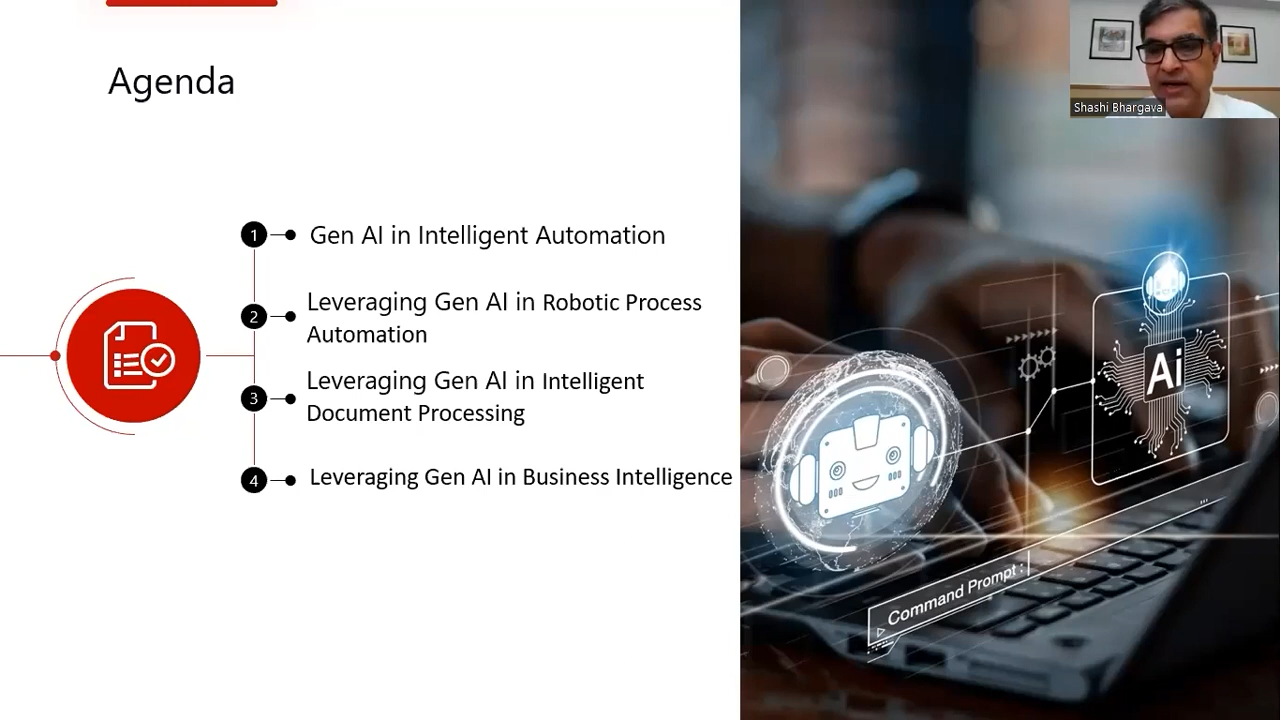 Agenda
Shashi Bhargava
1
Gen AI in Intelligent Automation
2
Leveraging Gen AI in Robotic Process
Automation
3
Leveraging Gen AI in Intelligent
Document Processing
4
Leveraging Gen AI in Business Intelligence
Ai
Command Prompt :